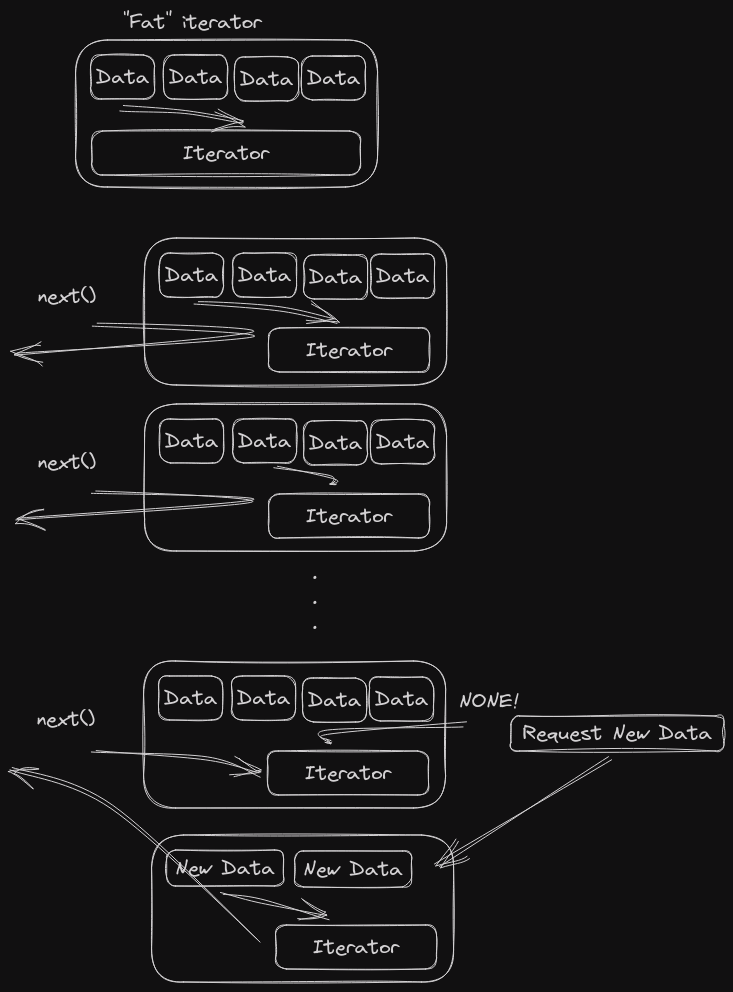 "Fat" iterator
Data Data Data Data
Iterator
Data Data Data Data
next()
Iterator
Data Data Data Data
next()
Iterator
.
.
.
Data Data Data Data NONE!
next()
Request New Data
Iterator
New Data New Data
Iterator